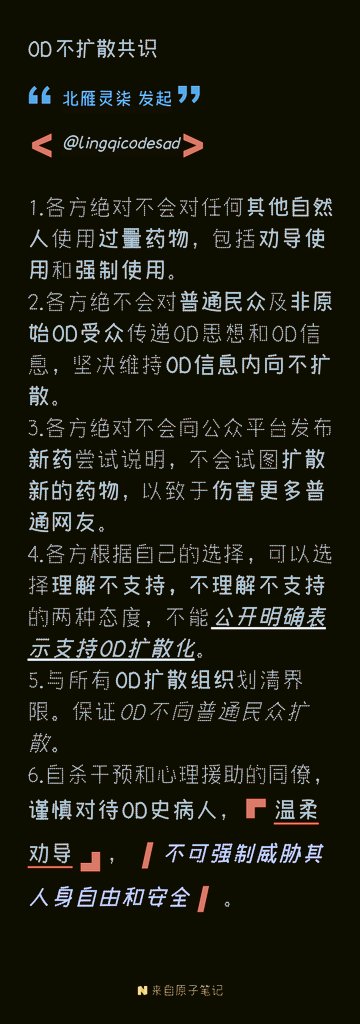 OD不扩散共识
“ 北雁灵柒 发起 ”
< @lingqicodesad >
1.各方绝对不会对任何其他自然
人使用过量药物，包括劝导使
用和强制使用。
2.各方绝不会对普通民众及非原
始OD受众传递OD思想和OD信
息，坚决维持OD信息内向不扩
散。
3.各方绝对不会向公众平台发布
新药尝试说明，不会试图扩散
新的药物，以致于伤害更多普
通网友。
4.各方根据自己的选择，可以选
择理解不支持，不理解不支持
的两种态度，不能公开明确表
示支持OD扩散化。
5.与所有OD扩散组织划清界
限。保证OD不向普通民众扩
散。
6.自杀干预和心理援助的同僚，
谨慎对待OD史病人，「温柔
劝导」，/ 不可强制威胁其
人身自由和安全 / 。
来自原子笔记